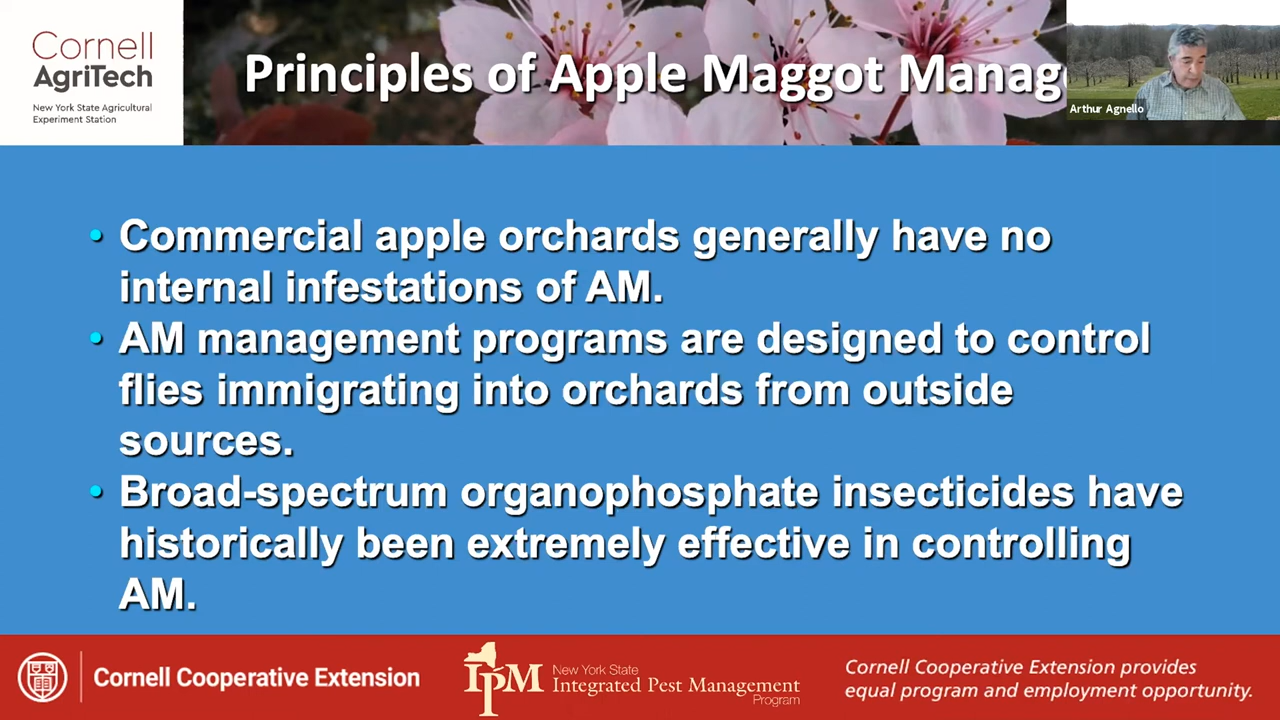 Cornell
AgriTech
New York State Agricultural
Experiment Station
Principles of Apple Maggot Manag
Arthur Agnello
• Commercial apple orchards generally have no
internal infestations of AM.
• AM management programs are designed to control
flies immigrating into orchards from outside
sources.
• Broad-spectrum organophosphate insecticides have
historically been extremely effective in controlling
AM.
Cornell Cooperative Extension
IPM
New York State
Integrated Pest Management
Program
Cornell Cooperative Extension provides
equal program and employment opportunity.